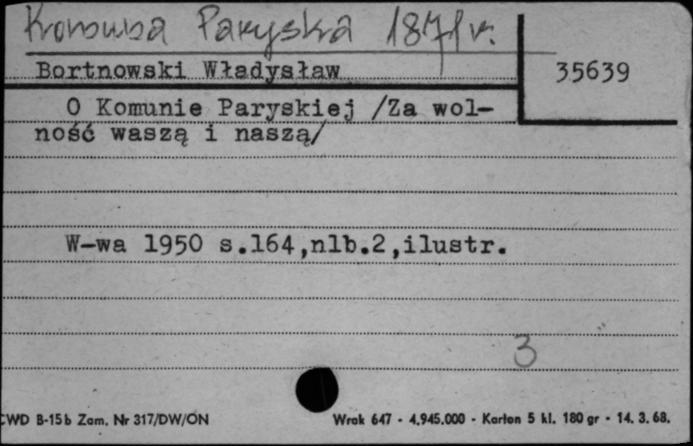 Komuna Paryska 1871 r.
Bortnowski Władysław
35639
O Komunie Paryskiej /Za wol-
ność waszą i naszą/
W-wa 1950 s.164,nlb.2,ilustr.
3
CWD B-15b Zam. Nr 317/DW/ON Wrak 647 - 4.945.000 - Karton 5 kl. 180 gr - 14. 3. 68.